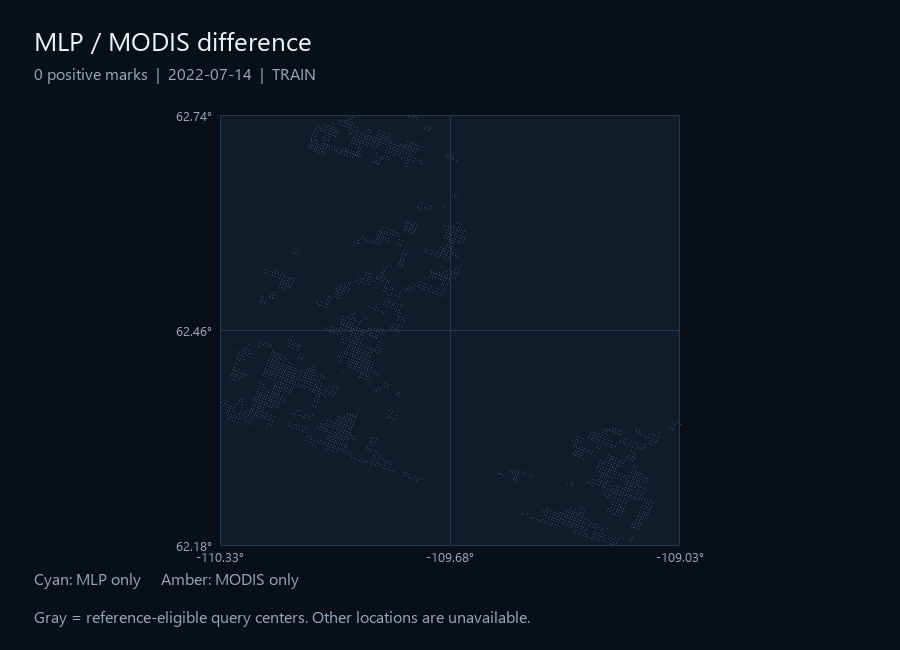 MLP / MODIS difference
0 positive marks | 2022-07-14 | TRAIN
62.74°
62.46°
62.18°
-110.33° -109.68° -109.03°
Cyan: MLP only Amber: MODIS only
Gray = reference-eligible query centers. Other locations are unavailable.